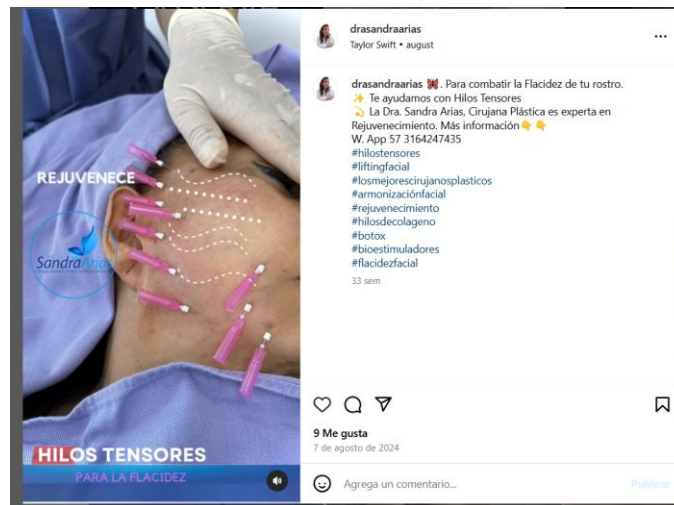 drasandraarias
Taylor Swift • august
drasandraarias 🦋. Para combatir la Flacidez de tu rostro.
✨ Te ayudamos con Hilos Tensores
💫 La Dra. Sandra Arias, Cirujana Plástica es experta en
Rejuvenecimiento. Más información👇👇
W. App 57 3164247435
#hilostensores
#liftingfacial
#losmejorescirujanosplasticos
#armonizaciónfacial
#rejuvenecimiento
#hilosdecolageno
#botox
#bioestimuladores
#flacidezfacial
33 sem
REJUVENECE
Sandra Arias
HILOS TENSORES
PARA LA FLACIDEZ
9 Me gusta
7 de agosto de 2024
Agrega un comentario...
Publicar